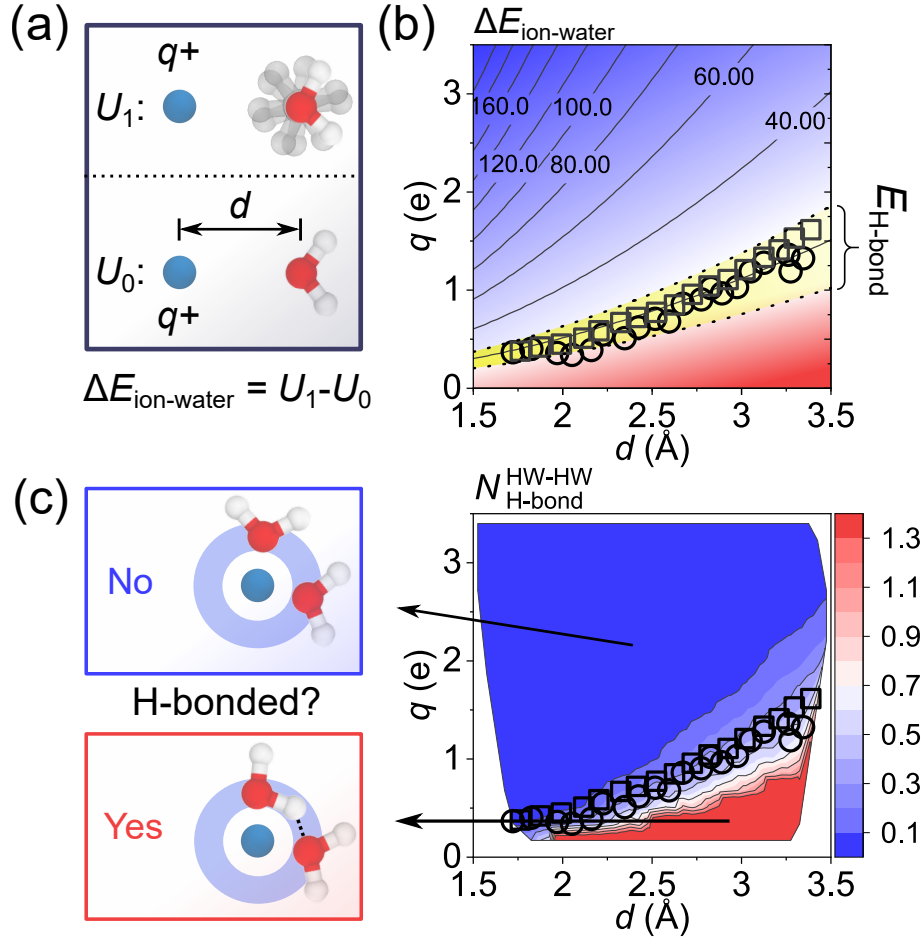 (a)
q+
U1:
d
U0:
q+
ΔEion-water = U1-U0
(b)
ΔEion-water
3
2
1
0
q (e)
160.0
100.0
60.00
120.0
80.00
40.00
EH-bond
1.5
2
2.5
3
3.5
d (Å)
(c)
No
H-bonded?
Yes
N HW-HW H-bond
3
2
1
0
q (e)
1.5
2
2.5
3
3.5
d (Å)
1.3
1.1
0.9
0.7
0.5
0.3
0.1